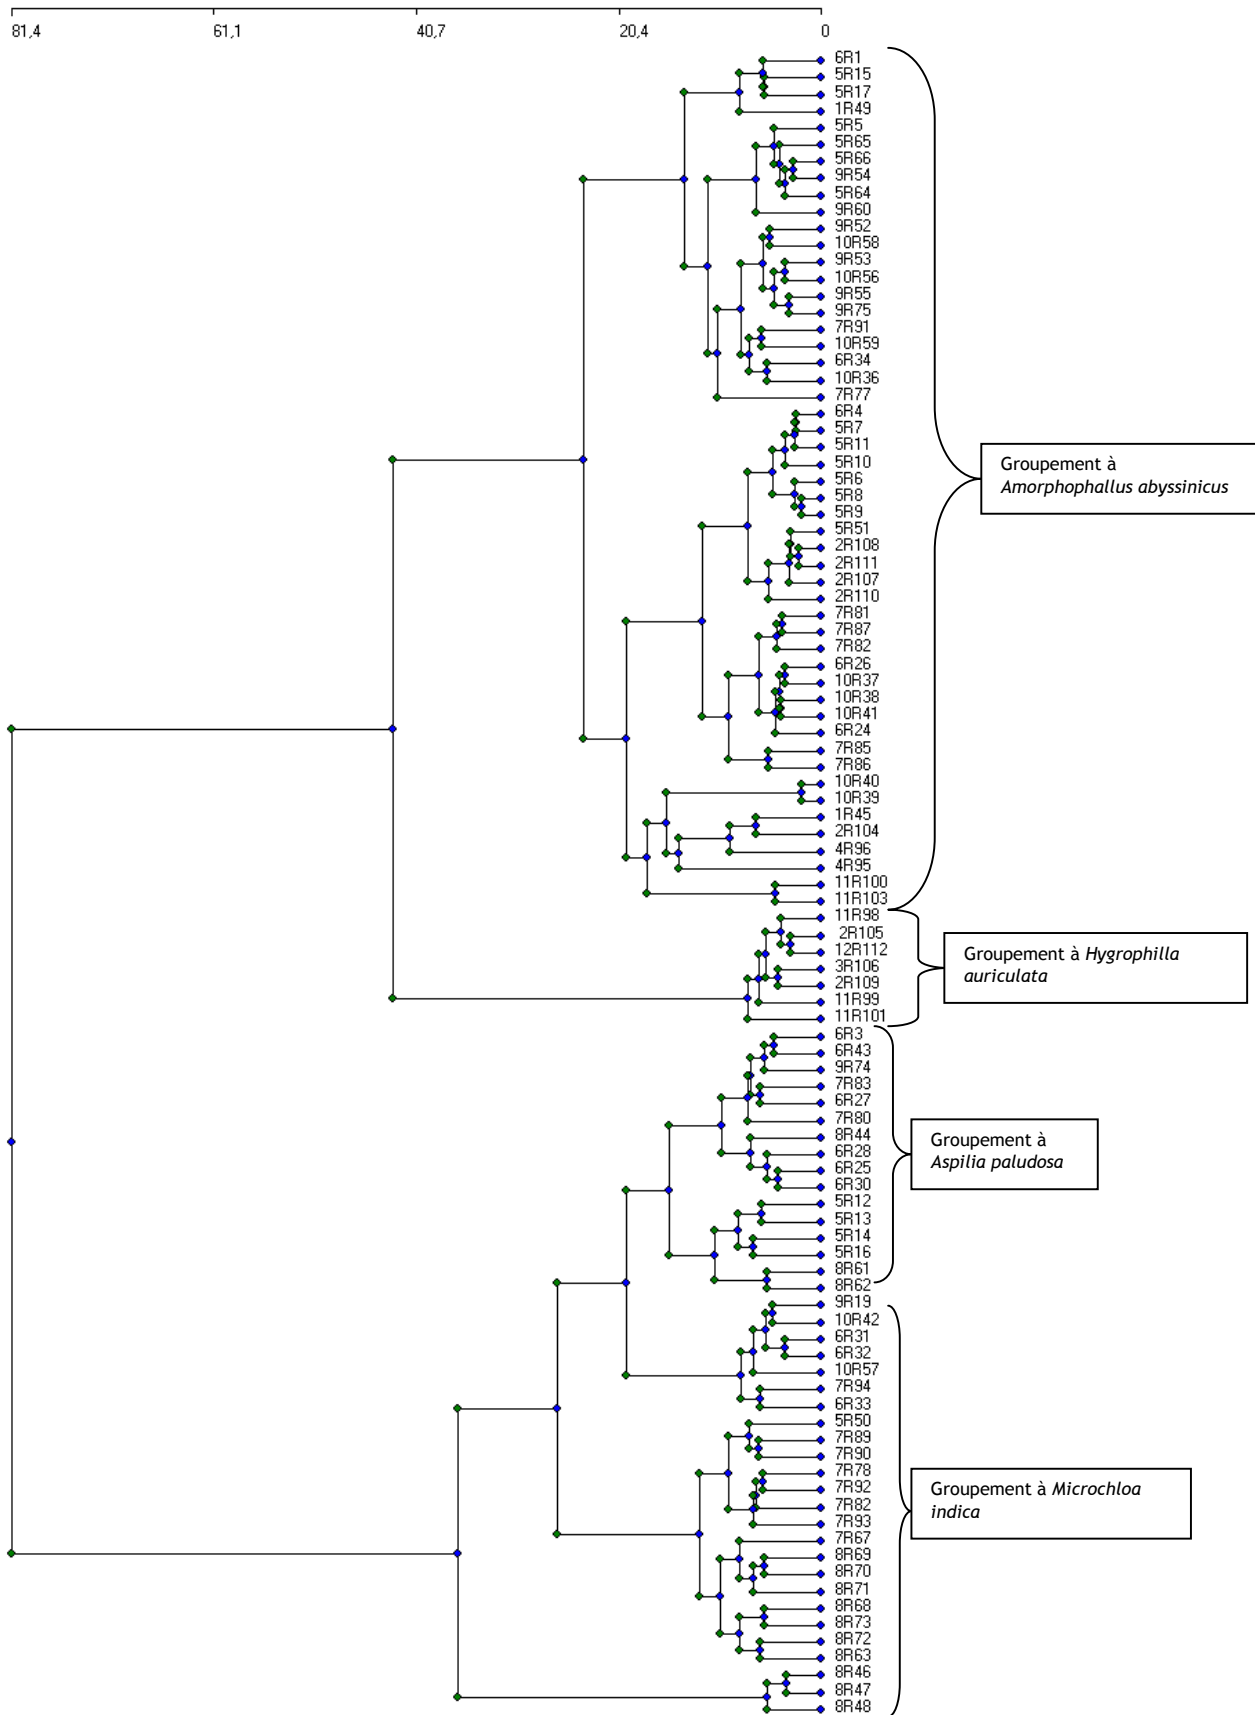 81,4 61,1 40,7 20,4 0
6R1
5R15
5R17
1R49
5R5
5R65
5R66
9R54
5R64
9R60
9R52
10R58
9R53
10R56
9R55
9R75
7R91
10R59
6R34
10R36
7R77
6R4
5R7
5R11
5R10
5R6
5R8
5R9
5R51
2R108
2R111
2R107
2R110
7R81
7R87
7R82
6R26
10R37
10R38
10R41
6R24
7R85
7R86
10R40
10R39
1R45
2R104
4R96
4R95
11R100
11R103
Groupement à
Amorphophallus abyssinicus
11R98
2R105
12R112
3R106
2R109
11R99
11R101
Groupement à Hygrophilla
auriculata
6R3
6R43
9R74
7R83
6R27
7R80
8R44
6R28
6R25
6R30
5R12
5R13
5R14
5R16
8R61
8R62
Groupement à
Aspilia paludosa
9R19
10R42
6R31
6R32
10R57
7R94
6R33
5R50
7R89
7R90
7R78
7R92
7R82
7R93
7R67
8R69
8R70
8R71
8R68
8R73
8R72
8R63
8R46
8R47
8R48
Groupement à Microchloa
indica